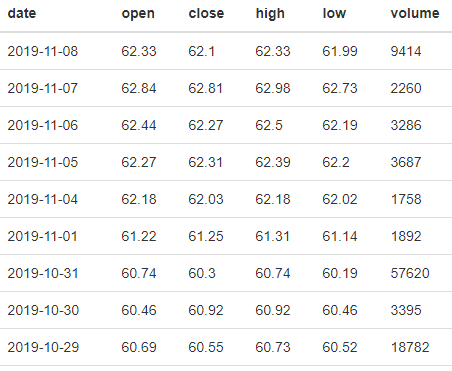 date open close high low volume
2019-11-08 62.33 62.1 62.33 61.99 9414
2019-11-07 62.84 62.81 62.98 62.73 2260
2019-11-06 62.44 62.27 62.5 62.19 3286
2019-11-05 62.27 62.31 62.39 62.2 3687
2019-11-04 62.18 62.03 62.18 62.02 1758
2019-11-01 61.22 61.25 61.31 61.14 1892
2019-10-31 60.74 60.3 60.74 60.19 57620
2019-10-30 60.46 60.92 60.92 60.46 3395
2019-10-29 60.69 60.55 60.73 60.52 18782